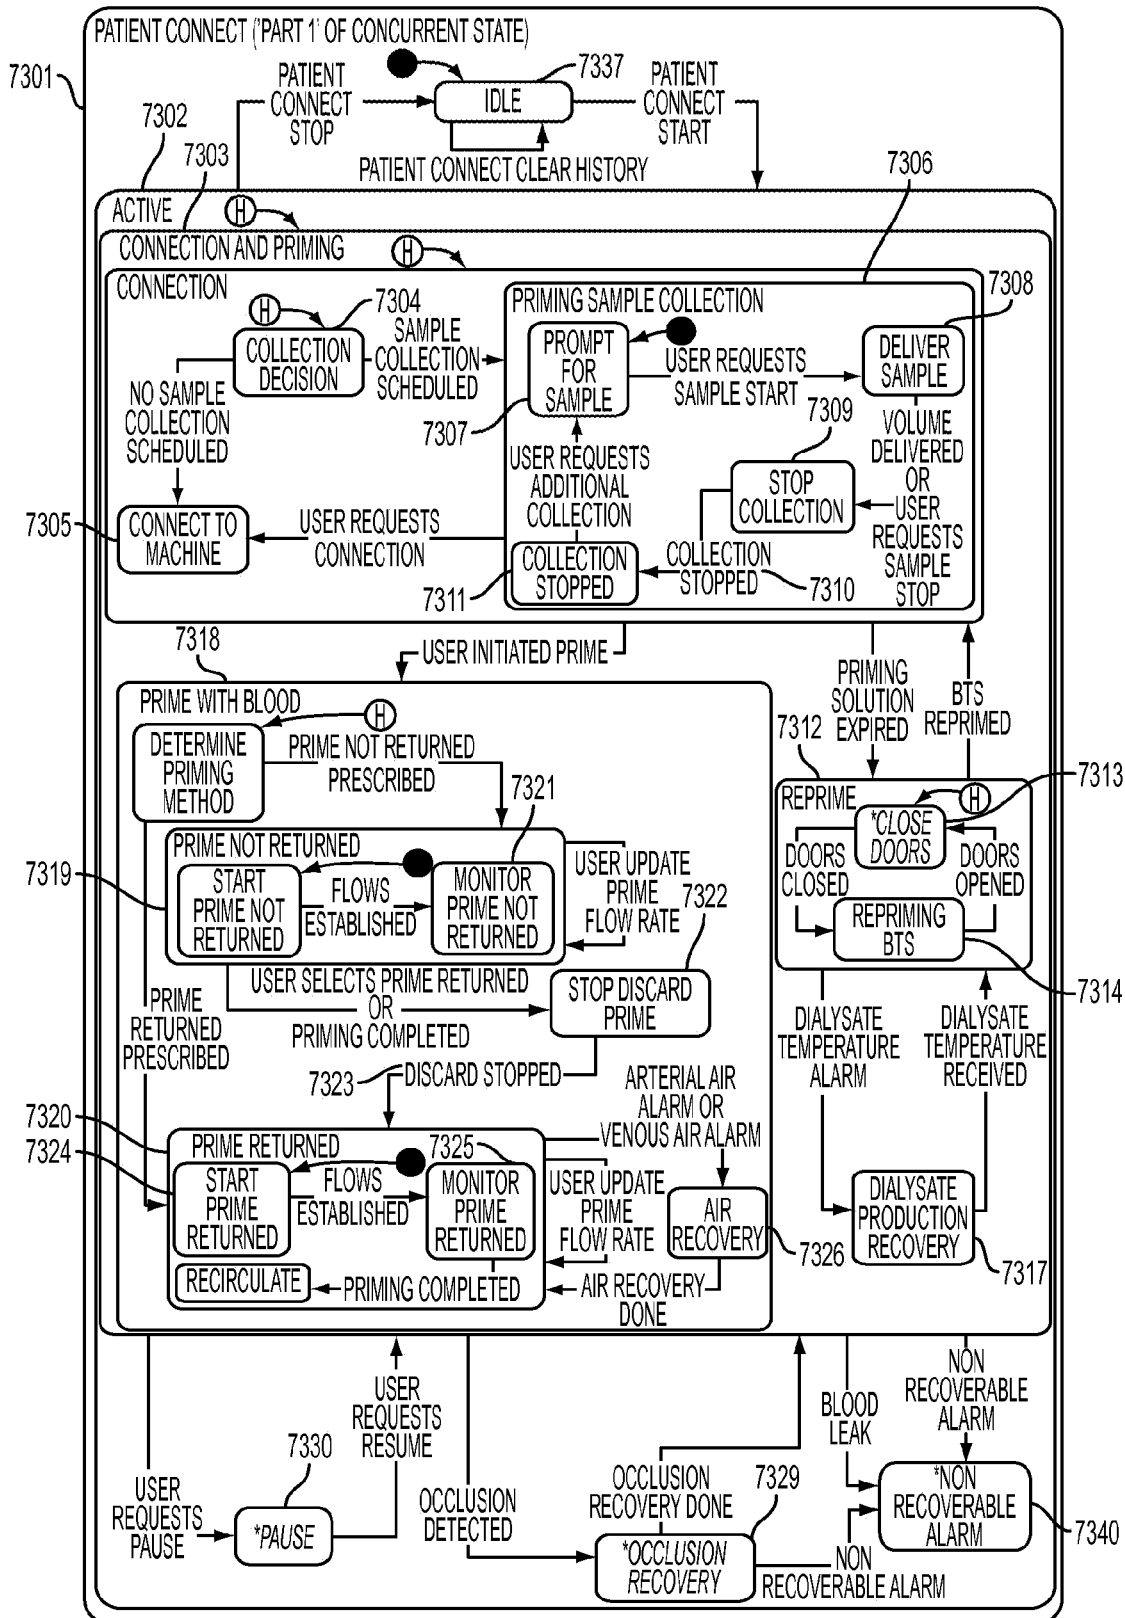 PATIENT CONNECT ('PART 1' OF CONCURRENT STATE)
7301
7337
PATIENT
CONNECT
STOP
IDLE
PATIENT
CONNECT
START
7302
7303
PATIENT CONNECT CLEAR HISTORY
7306
ACTIVE
H
CONNECTION AND PRIMING
H
CONNECTION
7304
H
COLLECTION
DECISION
SAMPLE
COLLECTION
SCHEDULED
NO SAMPLE
COLLECTION
SCHEDULED
7305
CONNECT TO
MACHINE
USER REQUESTS
CONNECTION
PRIMING SAMPLE COLLECTION
7308
PROMPT
FOR
SAMPLE
7307
USER REQUESTS
SAMPLE START
DELIVER
SAMPLE
7309
VOLUME
DELIVERED
OR
USER
REQUESTS
SAMPLE
STOP
USER REQUESTS
ADDITIONAL
COLLECTION
STOP
COLLECTION
COLLECTION
STOPPED
7310
COLLECTION
STOPPED
7311
7318
USER INITIATED PRIME
PRIMING
SOLUTION
EXPIRED
BTS
REPRIMED
7312
PRIME WITH BLOOD
H
DETERMINE
PRIMING
METHOD
PRIME NOT RETURNED
PRESCRIBED
7321
REPRIME
H
7313
*CLOSE
DOORS
DOORS
CLOSED
DOORS
OPENED
REPRIMING
BTS
7314
PRIME NOT RETURNED
7319
START
PRIME NOT
RETURNED
FLOWS
ESTABLISHED
MONITOR
PRIME NOT
RETURNED
USER UPDATE
PRIME
FLOW RATE
7322
USER SELECTS PRIME RETURNED
OR
PRIMING COMPLETED
STOP DISCARD
PRIME
PRIME
RETURNED
PRESCRIBED
7323
DISCARD STOPPED
DIALYSATE
TEMPERATURE
ALARM
DIALYSATE
TEMPERATURE
RECEIVED
ARTERIAL AIR
ALARM OR
VENOUS AIR ALARM
7320
7324
PRIME RETURNED
7325
START
PRIME
RETURNED
FLOWS
ESTABLISHED
MONITOR
PRIME
RETURNED
USER UPDATE
PRIME
FLOW RATE
AIR
RECOVERY
7326
DIALYSATE
PRODUCTION
RECOVERY
7317
RECIRCULATE
PRIMING COMPLETED
AIR RECOVERY
DONE
USER
REQUESTS
PAUSE
7330
*PAUSE
USER
REQUESTS
RESUME
OCCLUSION
DETECTED
OCCLUSION
RECOVERY DONE
7329
*OCCLUSION
RECOVERY
BLOOD
LEAK
NON
RECOVERABLE
ALARM
*NON
RECOVERABLE
ALARM
7340
NON
RECOVERABLE ALARM